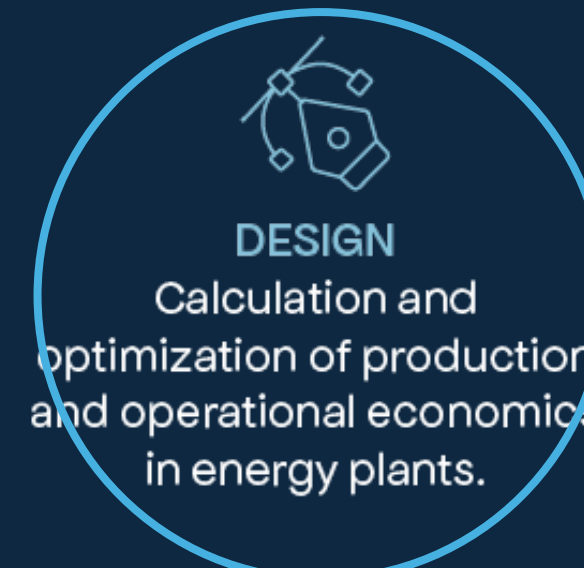 DESIGN
Calculation and
optimization of production
and operational economics
in energy plants.